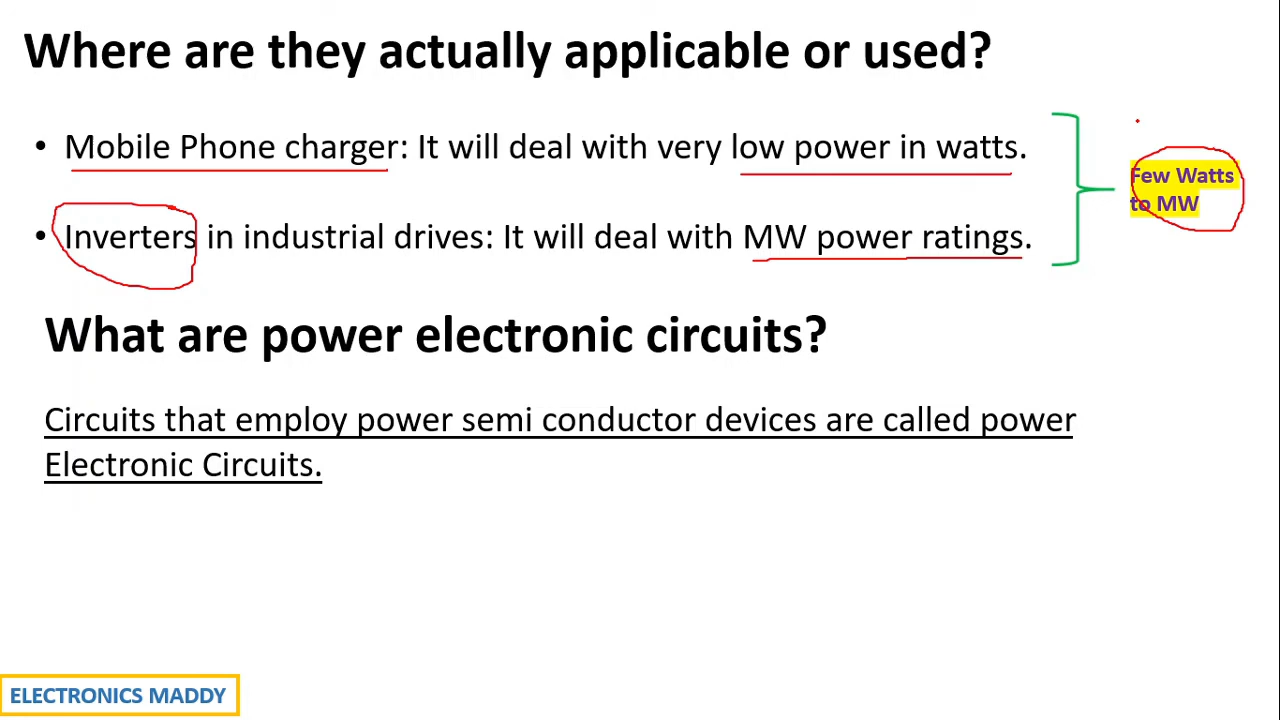 Where are they actually applicable or used?
• Mobile Phone charger: It will deal with very low power in watts.
• Inverters in industrial drives: It will deal with MW power ratings.
Few Watts
to MW
What are power electronic circuits?
Circuits that employ power semi conductor devices are called power
Electronic Circuits.
ELECTRONICS MADDY